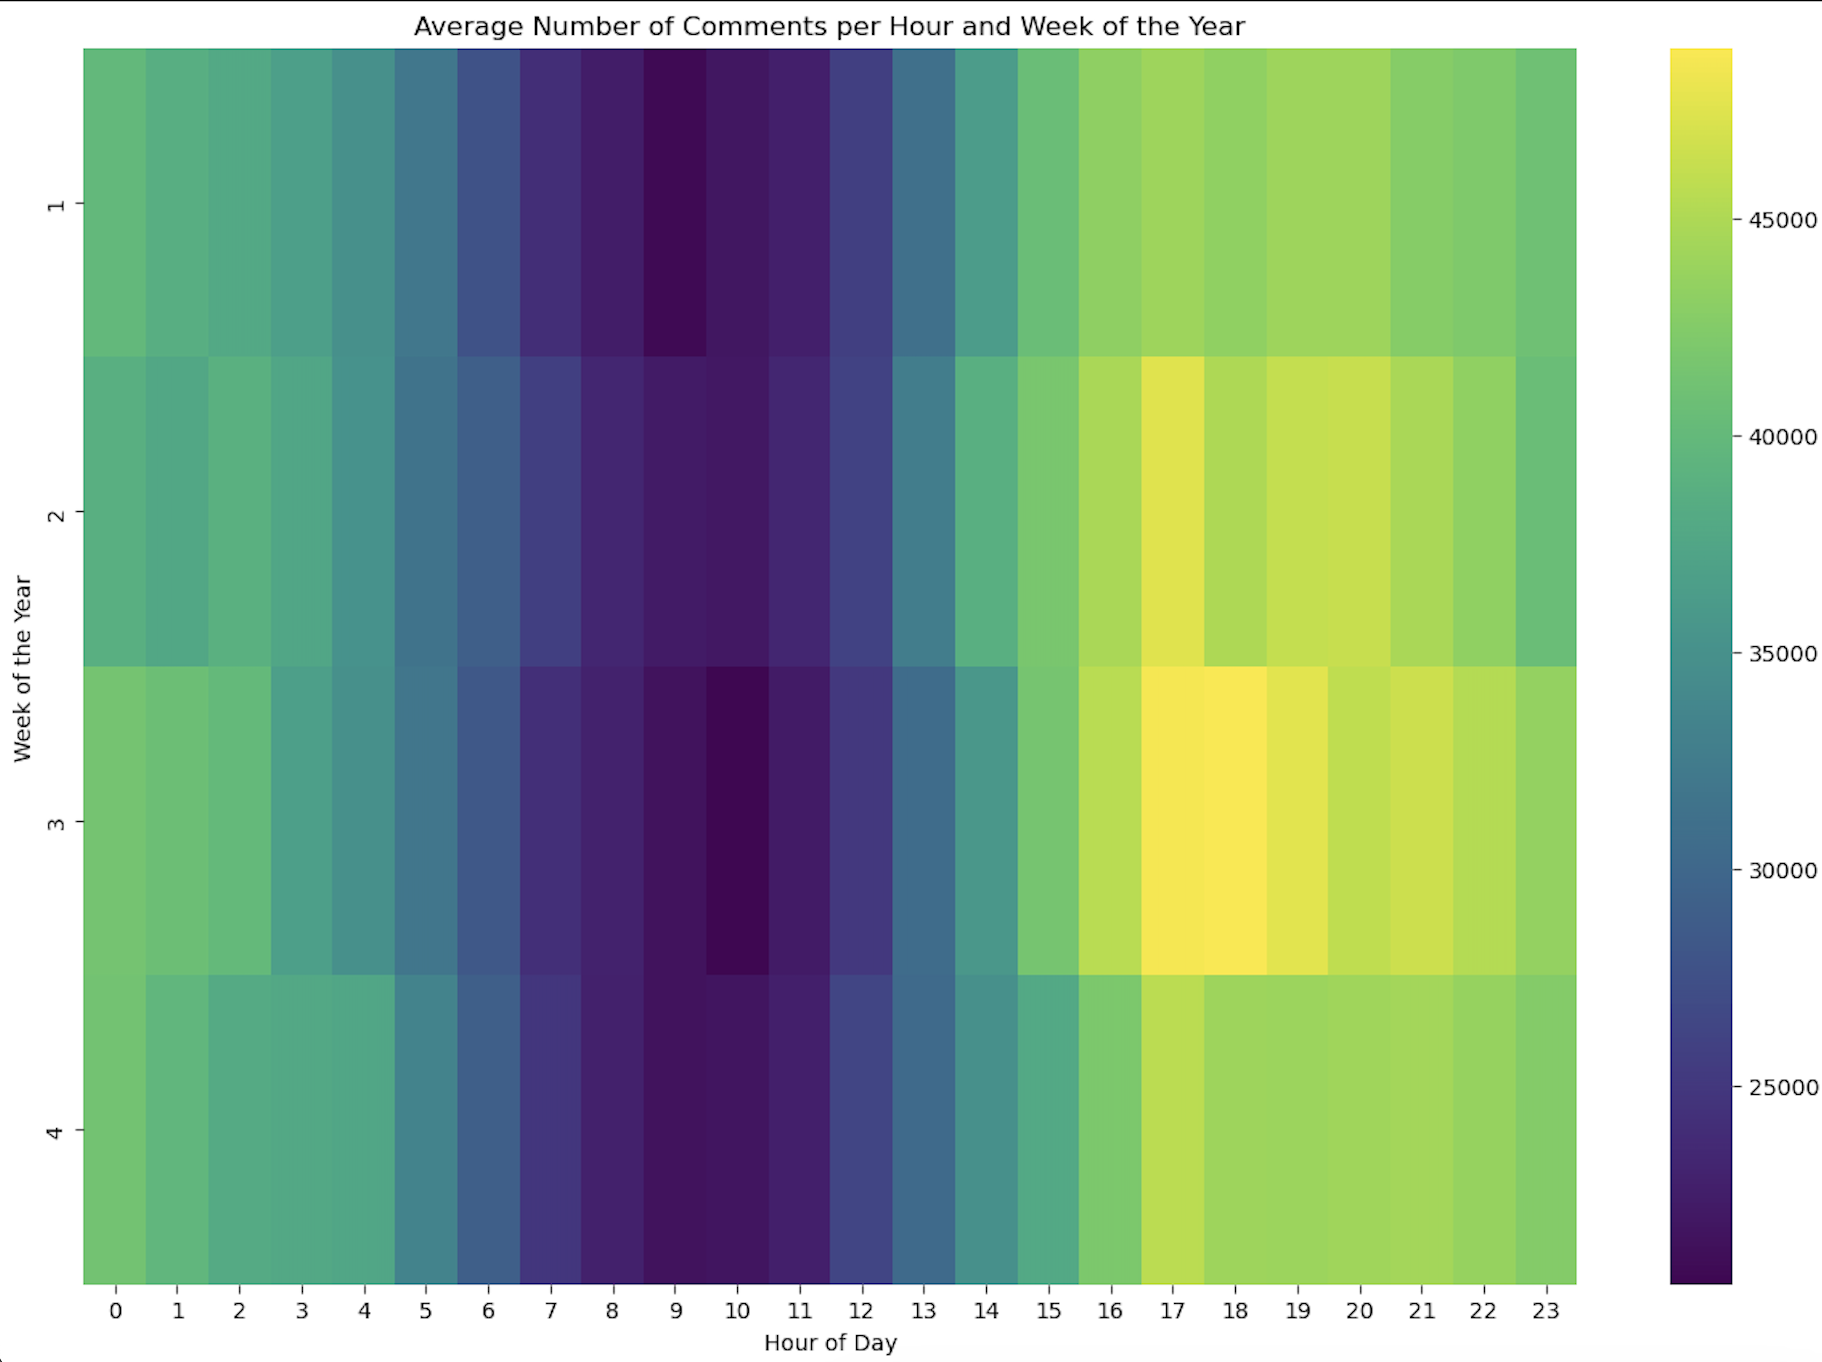 Average Number of Comments per Hour and Week of the Year
Week of the Year
1
2
3
4
0 1 2 3 4 5 6 7 8 9 10 11 12 13 14 15 16 17 18 19 20 21 22 23
Hour of Day
45000
40000
35000
30000
25000